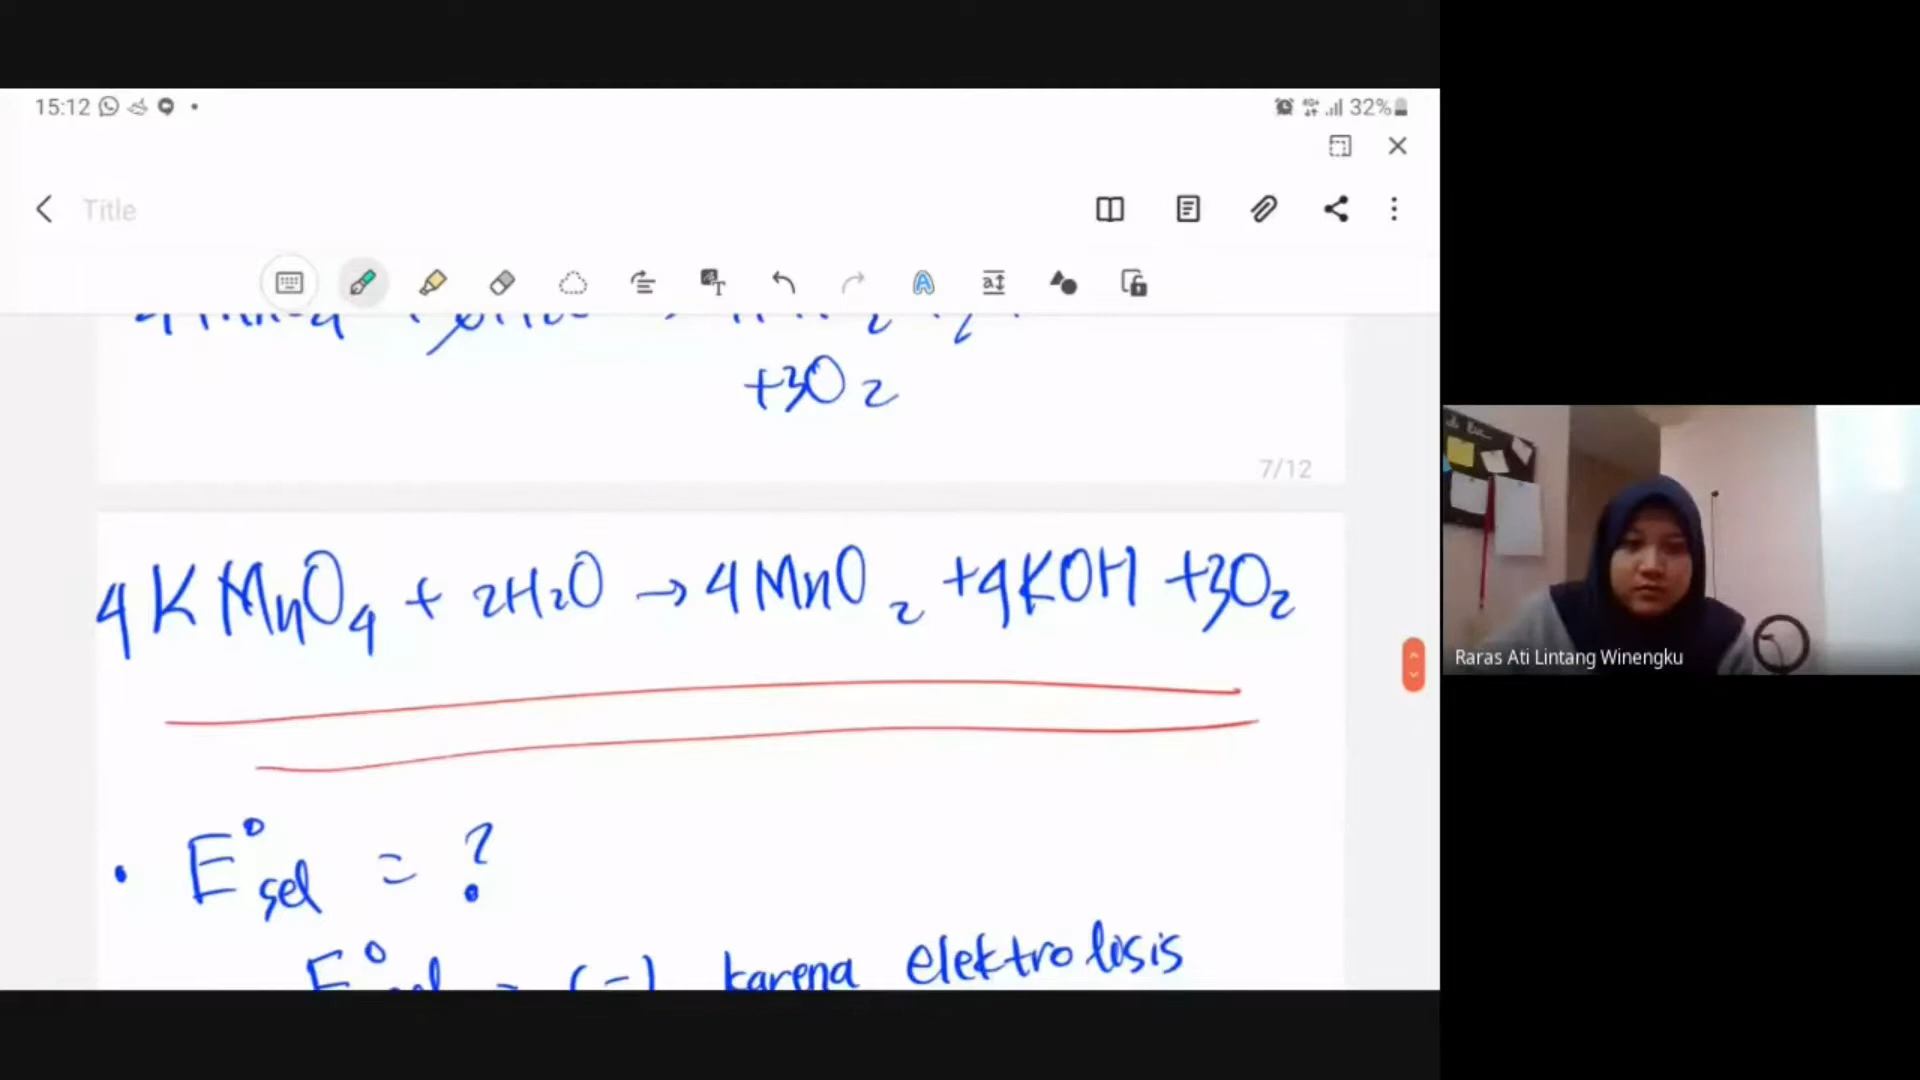 15:12
32%
Title
+3O₂
7/12
4KMnO₄ + 2H₂O → 4MnO₂ + 4KOH + 3O₂
Raras Ati Lintang Winengku
• E°sel = ?
(-) karena elektrolisis